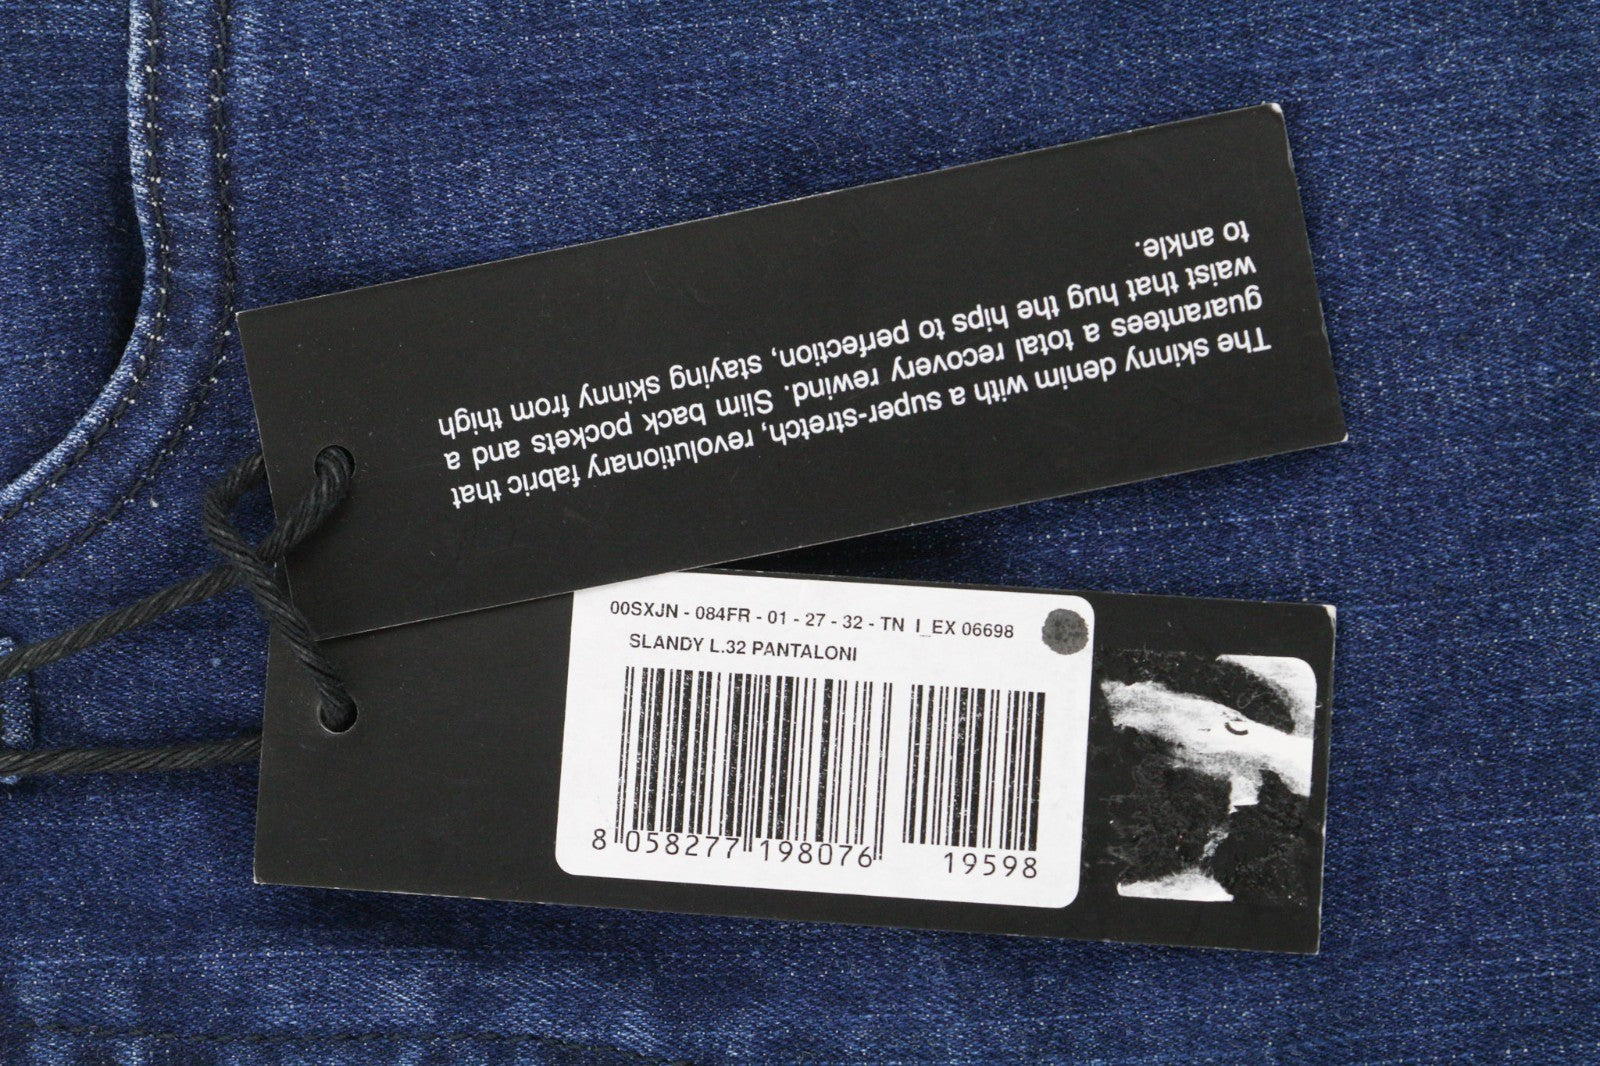 The skinny denim with a super-stretch, revolutionary fabric that
guarantees a total recovery rewind. Slim back pockets and a
waist that hug the hips to perfection, staying skinny from thigh
to ankle.
00SXJN - 084FR - 01 - 27 - 32 - TN I_EX 06698
SLANDY L.32 PANTALONI
8 058277 198076 19598